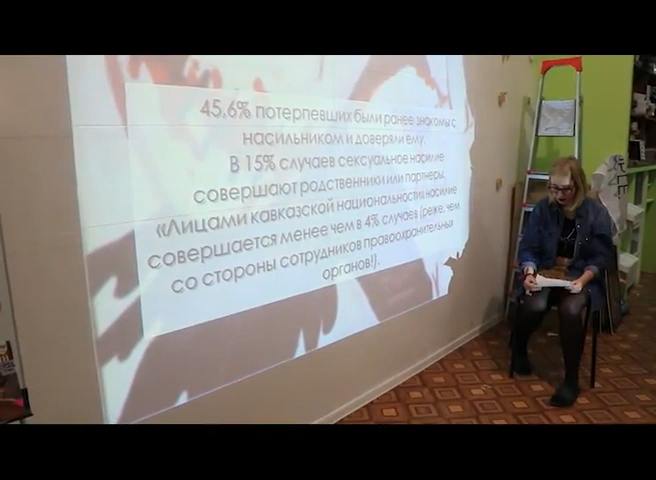 45,6% потерпевших были ранее знакомы с
насильником и доверяли ему.
В 15% случаев сексуальное насилие
совершают родственники или партнеры.
«Лицами кавказской национальности» насилие
совершается менее чем в 4% случаев (реже, чем
со стороны сотрудников правоохранительных
органов!).